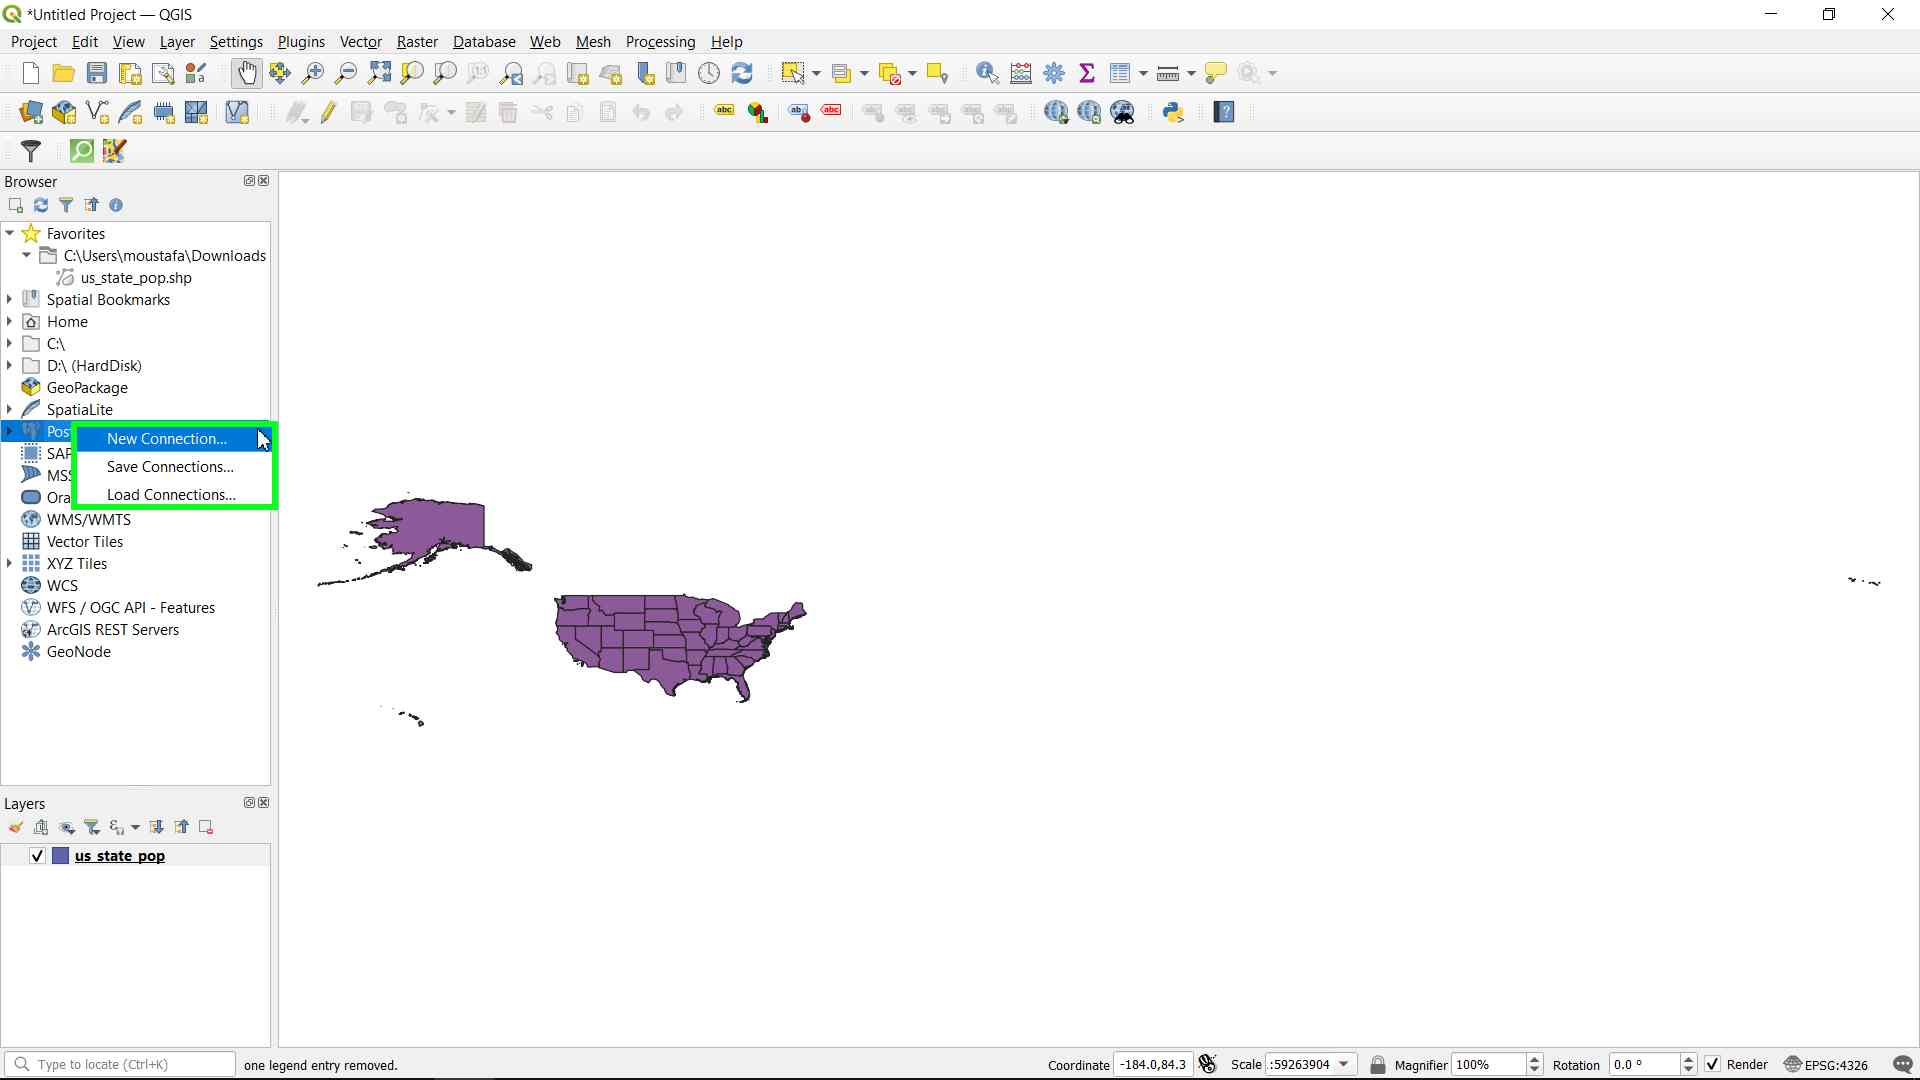 *Untitled Project — QGIS
Project Edit View Layer Settings Plugins Vector Raster Database Web Mesh Processing Help
abc abc abc
Browser
Favorites
C:\Users\moustafa\Downloads
us_state_pop.shp
Spatial Bookmarks
Home
C:\
D:\ (HardDisk)
GeoPackage
SpatiaLite
Pos
New Connection...
SAP
Save Connections...
MSS
Load Connections...
Ora
WMS/WMTS
Vector Tiles
XYZ Tiles
WCS
WFS / OGC API - Features
ArcGIS REST Servers
GeoNode
Layers
us_state_pop
Type to locate (Ctrl+K) one legend entry removed. Coordinate -184.0,84.3 Scale :59263904 Magnifier 100% Rotation 0.0 ° Render EPSG:4326